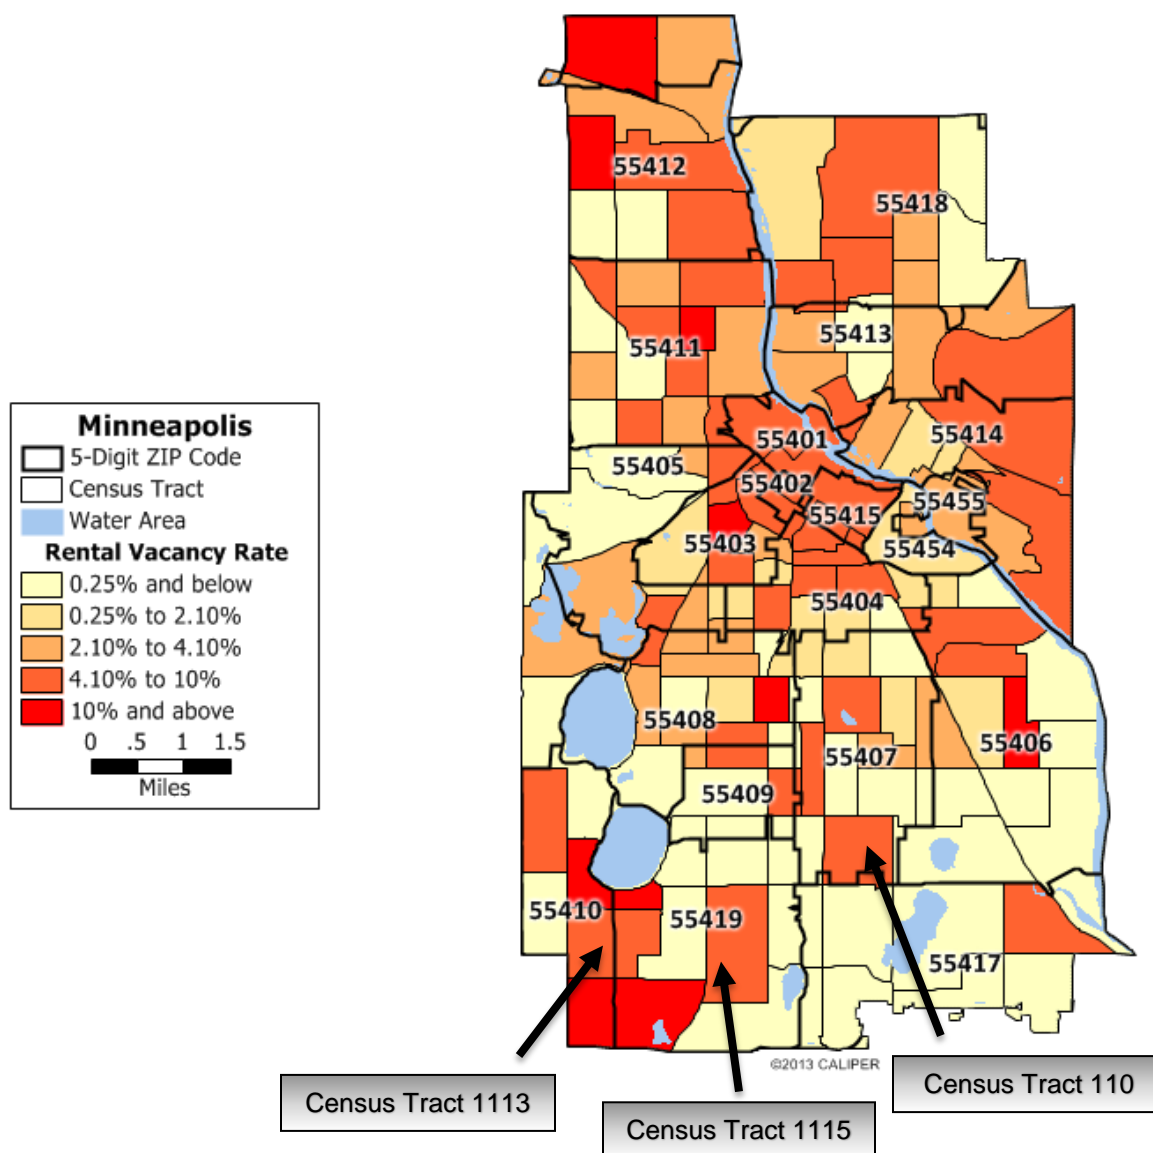 55412
55418
55413
55411
Minneapolis
5-Digit ZIP Code
Census Tract
Water Area
Rental Vacancy Rate
0.25% and below
0.25% to 2.10%
2.10% to 4.10%
4.10% to 10%
10% and above
0 .5 1 1.5
Miles
55401
55414
55405
55402
55455
55415
55403
55454
55404
55408
55406
55407
55409
55410
55419
55417
©2013 CALIPER
Census Tract 1113
Census Tract 1115
Census Tract 110